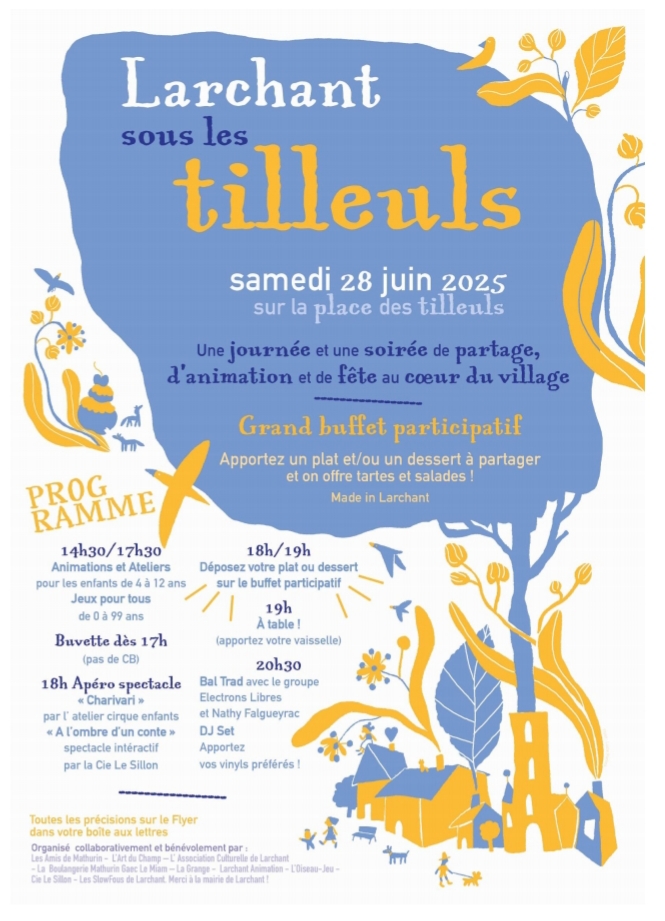 Larchant
sous les
tilleuls
samedi 28 juin 2025
sur la place des tilleuls
Une journée et une soirée de partage,
d'animation et de fête au cœur du village
Grand buffet participatif
Apportez un plat et/ou un dessert à partager
et on offre tartes et salades !
Made in Larchant
PROG
RAMME
14h30/17h30
Animations et Ateliers
pour les enfants de 4 à 12 ans
Jeux pour tous
de 0 à 99 ans
Buvette dès 17h
(pas de CB)
18h Apéro spectacle
« Charivari »
par l' atelier cirque enfants
« A l'ombre d'un conte »
spectacle intéractif
par la Cie Le Sillon
18h/19h
Déposez votre plat ou dessert
sur le buffet participatif
19h
À table !
(apportez votre vaisselle)
20h30
Bal Trad avec le groupe
Electrons Libres
et Nathy Falgueyrac
DJ Set
Apportez
vos vinyls préférés !
Toutes les précisions sur le Flyer
dans votre boîte aux lettres
Organisé collaborativement et bénévolement par :
Les Amis de Mathurin - L'Art du Champ - L' Association Culturelle de Larchant
- La Boulangerie Mathurin Gaec Le Miam - La Grange - Larchant Animation - L'Oiseau-Jeu -
Cie Le Sillon - Les SlowFous de Larchant. Merci à la mairie de Larchant !